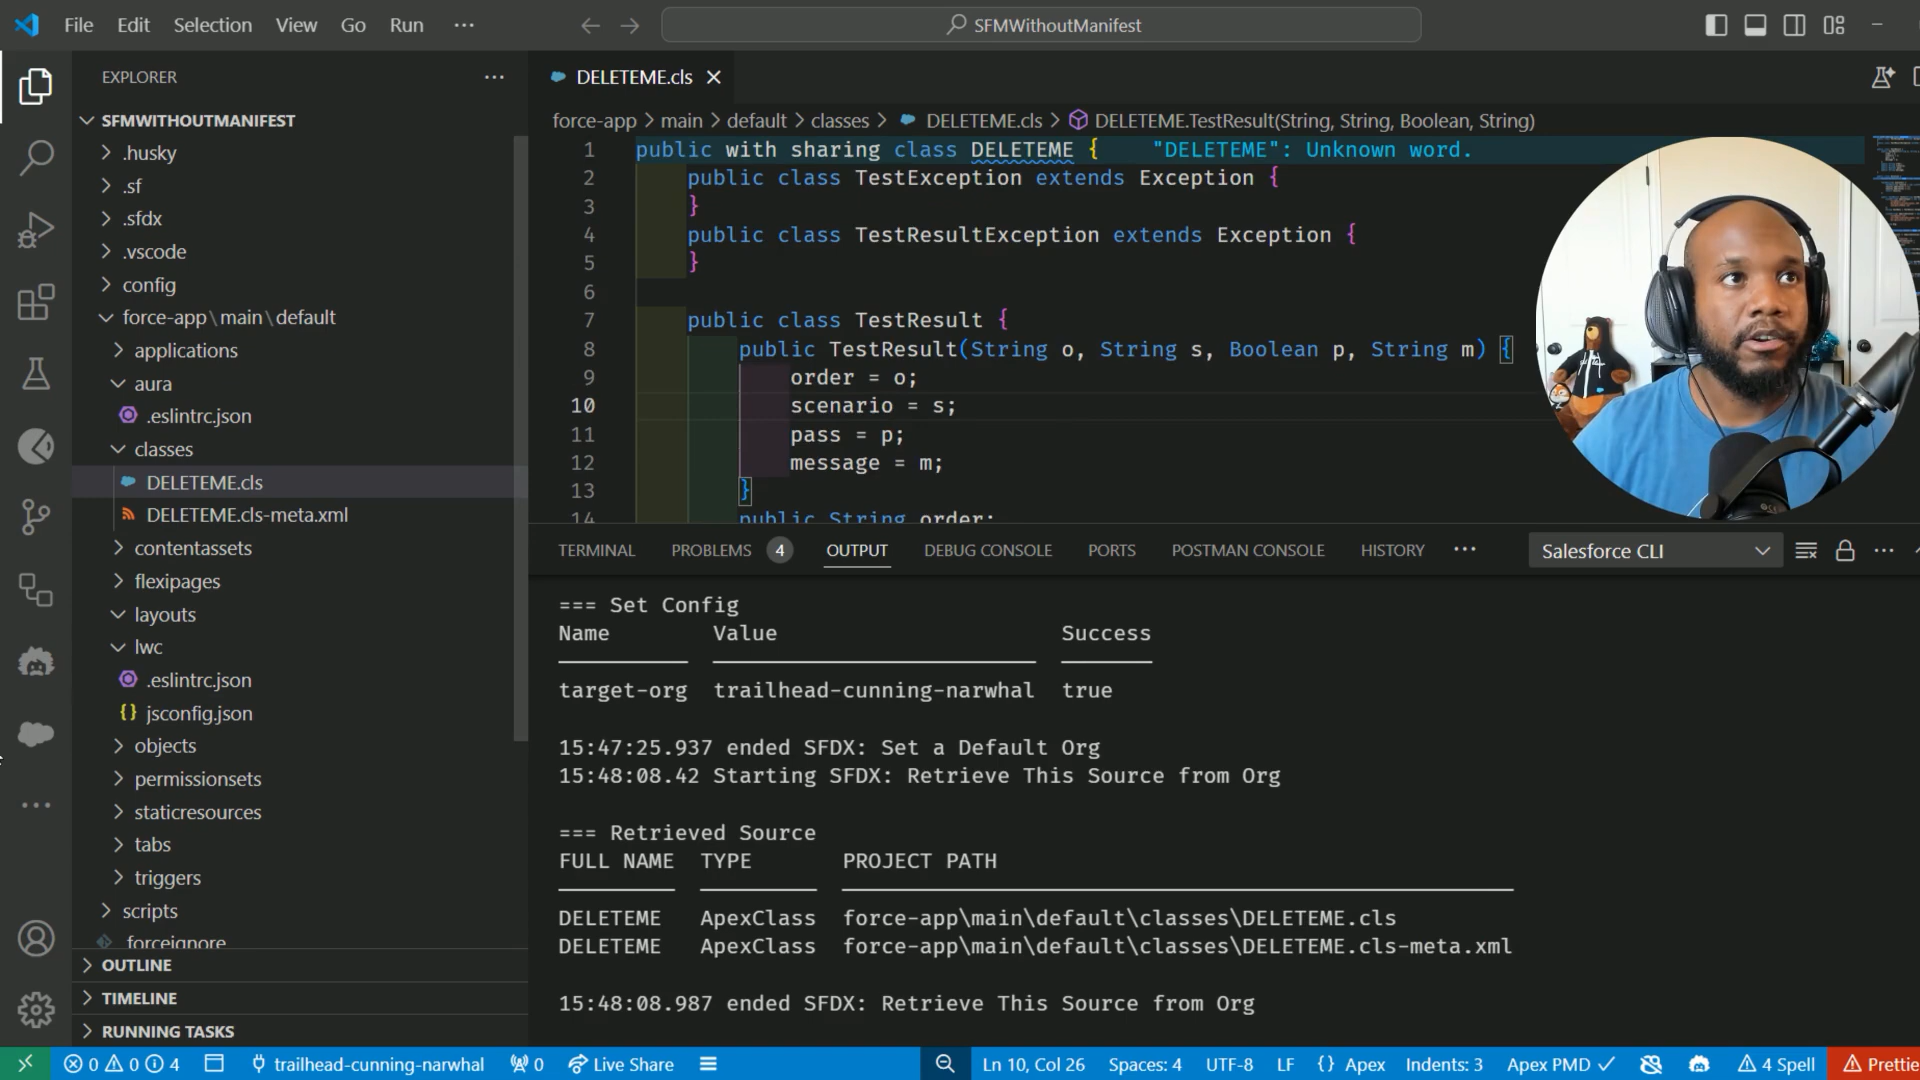 File Edit Selection View Go Run ···
SFMWithoutManifest
EXPLORER
SFMWITHOUTMANIFEST
.husky
.sf
.sfdx
.vscode
config
force-app\main\default
applications
aura
.eslintrc.json
classes
DELETEME.cls
DELETEME.cls-meta.xml
contentassets
flexipages
layouts
lwc
.eslintrc.json
{} jsconfig.json
objects
permissionsets
staticresources
tabs
triggers
scripts
.forceignore
OUTLINE
TIMELINE
RUNNING TASKS
DELETEME.cls
force-app > main > default > classes > DELETEME.cls > DELETEME.TestResult(String, String, Boolean, String)
1 public with sharing class DELETEME { "DELETEME": Unknown word.
2 public class TestException extends Exception {
3 }
4 public class TestResultException extends Exception {
5 }
6
7 public class TestResult {
8 public TestResult(String o, String s, Boolean p, String m) {
9 order = o;
10 scenario = s;
11 pass = p;
12 message = m;
13 }
14 public String order;
TERMINAL PROBLEMS 4 OUTPUT DEBUG CONSOLE PORTS POSTMAN CONSOLE HISTORY ··· Salesforce CLI
=== Set Config
Name Value Success
target-org trailhead-cunning-narwhal true
15:47:25.937 ended SFDX: Set a Default Org
15:48:08.42 Starting SFDX: Retrieve This Source from Org
=== Retrieved Source
FULL NAME TYPE PROJECT PATH
DELETEME ApexClass force-app\main\default\classes\DELETEME.cls
DELETEME ApexClass force-app\main\default\classes\DELETEME.cls-meta.xml
15:48:08.987 ended SFDX: Retrieve This Source from Org
0 0 4 trailhead-cunning-narwhal 0 Live Share Ln 10, Col 26 Spaces: 4 UTF-8 LF {} Apex Indents: 3 Apex PMD ✓ 4 Spell Prettie